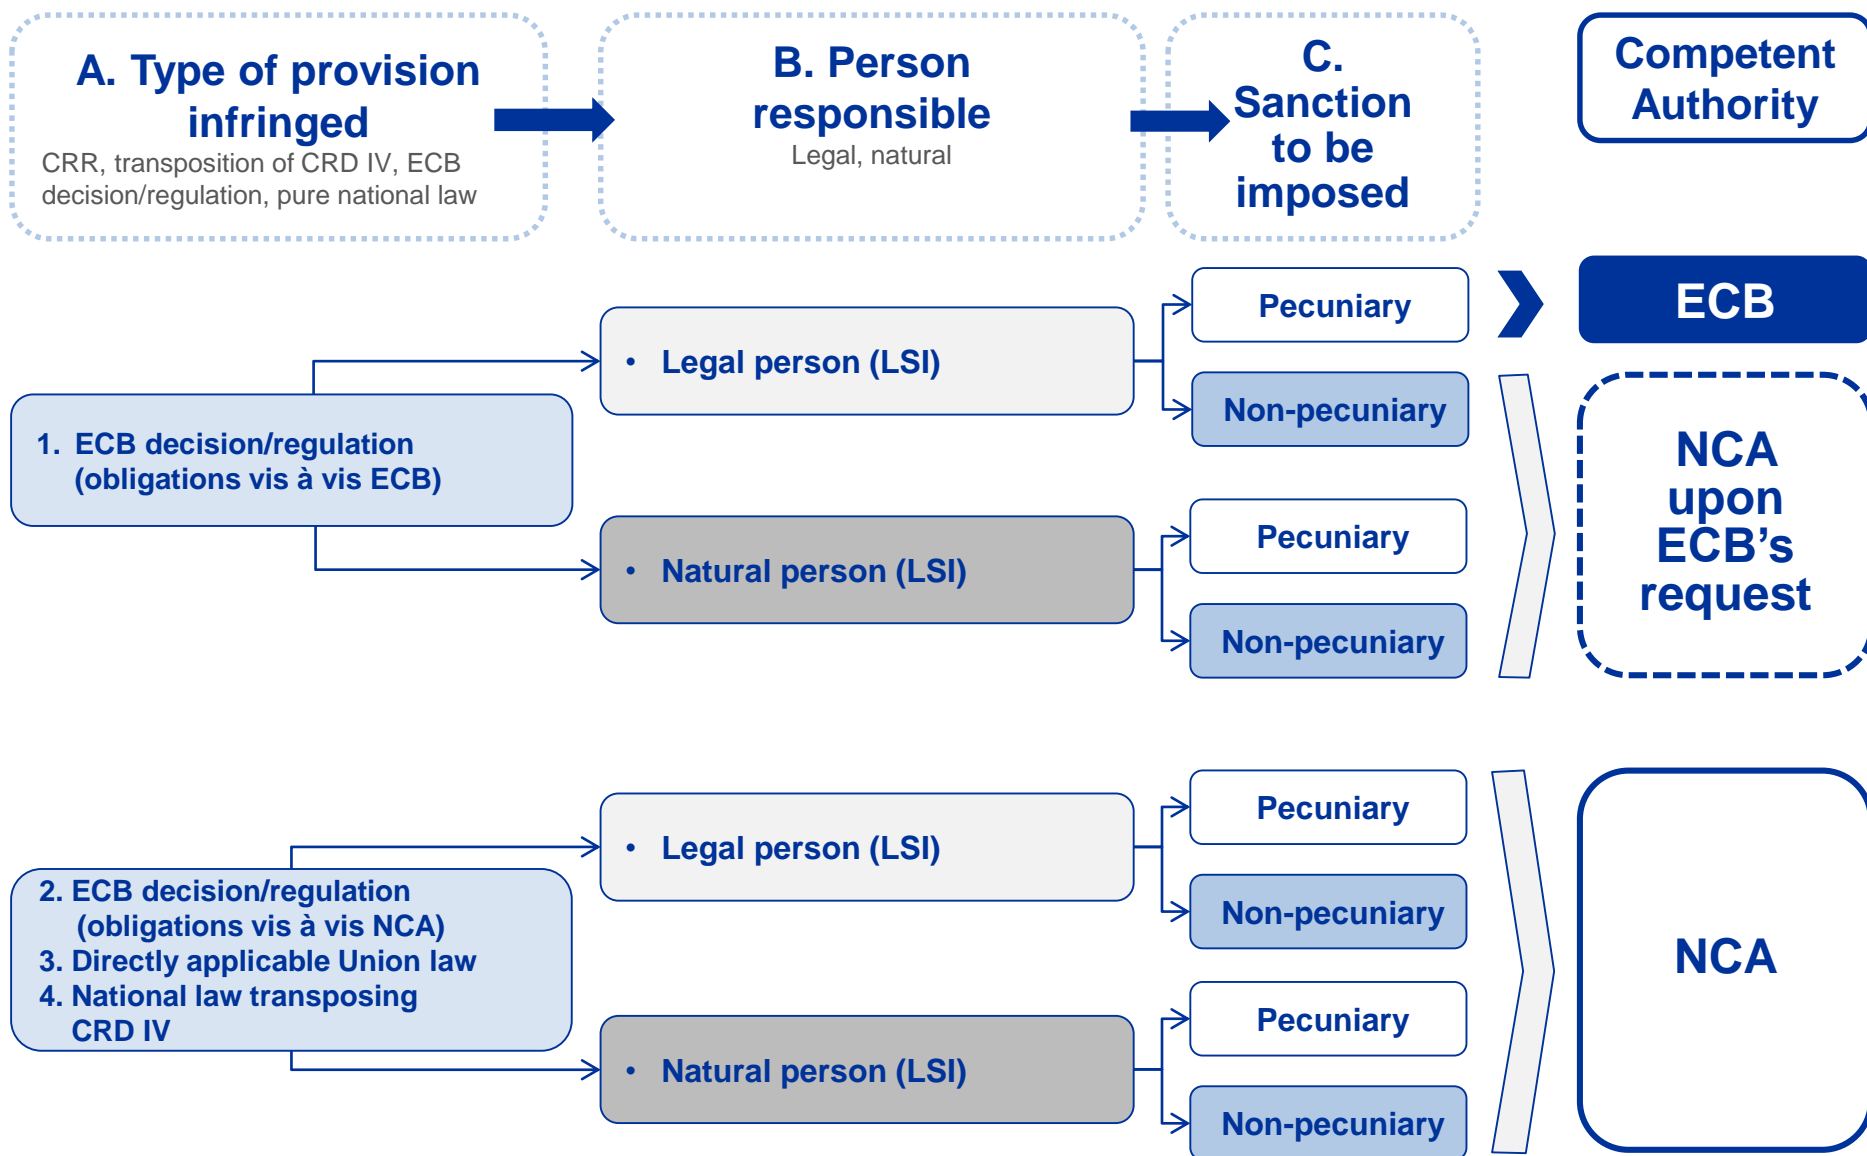 A. Type of provision
infringed
CRR, transposition of CRD IV, ECB
decision/regulation, pure national law
B. Person
responsible
Legal, natural
C.
Sanction
to be
imposed
Competent
Authority
1. ECB decision/regulation
(obligations vis à vis ECB)
• Legal person (LSI)
Pecuniary
Non-pecuniary
ECB
• Natural person (LSI)
Pecuniary
Non-pecuniary
NCA
upon
ECB’s
request
2. ECB decision/regulation
(obligations vis à vis NCA)
3. Directly applicable Union law
4. National law transposing
CRD IV
• Legal person (LSI)
Pecuniary
Non-pecuniary
• Natural person (LSI)
Pecuniary
Non-pecuniary
NCA